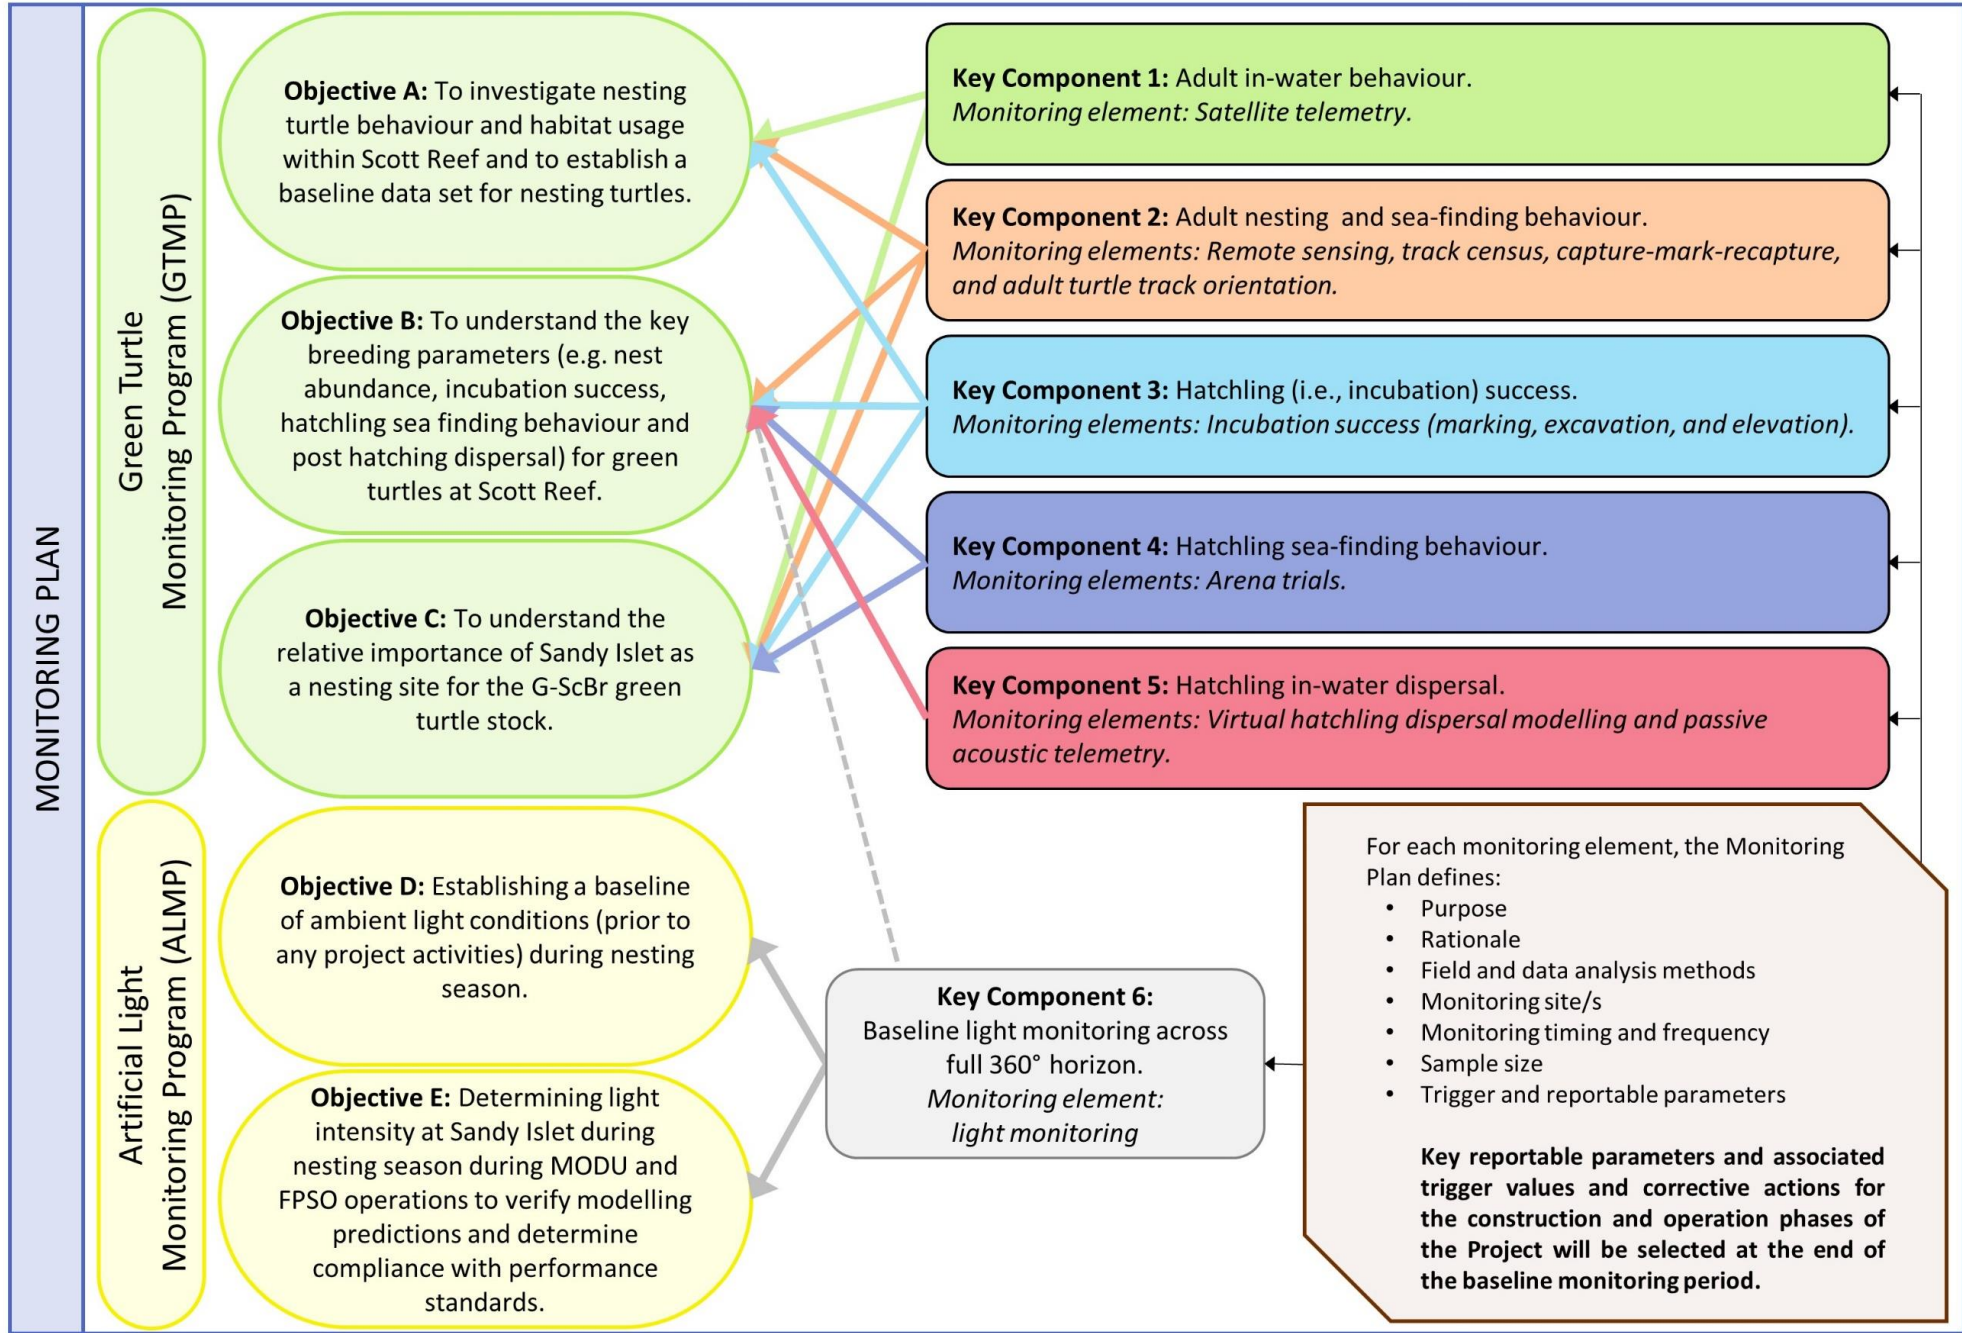 MONITORING PLAN
Green Turtle
Monitoring Program (GTMP)
Objective A: To investigate nesting
turtle behaviour and habitat usage
within Scott Reef and to establish a
baseline data set for nesting turtles.
Objective B: To understand the key
breeding parameters (e.g. nest
abundance, incubation success,
hatchling sea finding behaviour and
post hatching dispersal) for green
turtles at Scott Reef.
Objective C: To understand the
relative importance of Sandy Islet as
a nesting site for the G-ScBr green
turtle stock.
Key Component 1: Adult in-water behaviour.
Monitoring element: Satellite telemetry.
Key Component 2: Adult nesting and sea-finding behaviour.
Monitoring elements: Remote sensing, track census, capture-mark-recapture,
and adult turtle track orientation.
Key Component 3: Hatchling (i.e., incubation) success.
Monitoring elements: Incubation success (marking, excavation, and elevation).
Key Component 4: Hatchling sea-finding behaviour.
Monitoring elements: Arena trials.
Key Component 5: Hatchling in-water dispersal.
Monitoring elements: Virtual hatchling dispersal modelling and passive
acoustic telemetry.
Artificial Light
Monitoring Program (ALMP)
Objective D: Establishing a baseline
of ambient light conditions (prior to
any project activities) during nesting
season.
Objective E: Determining light
intensity at Sandy Islet during
nesting season during MODU and
FPSO operations to verify modelling
predictions and determine
compliance with performance
standards.
Key Component 6:
Baseline light monitoring across
full 360° horizon.
Monitoring element:
light monitoring
For each monitoring element, the Monitoring
Plan defines:
• Purpose
• Rationale
• Field and data analysis methods
• Monitoring site/s
• Monitoring timing and frequency
• Sample size
• Trigger and reportable parameters
Key reportable parameters and associated
trigger values and corrective actions for
the construction and operation phases of
the Project will be selected at the end of
the baseline monitoring period.